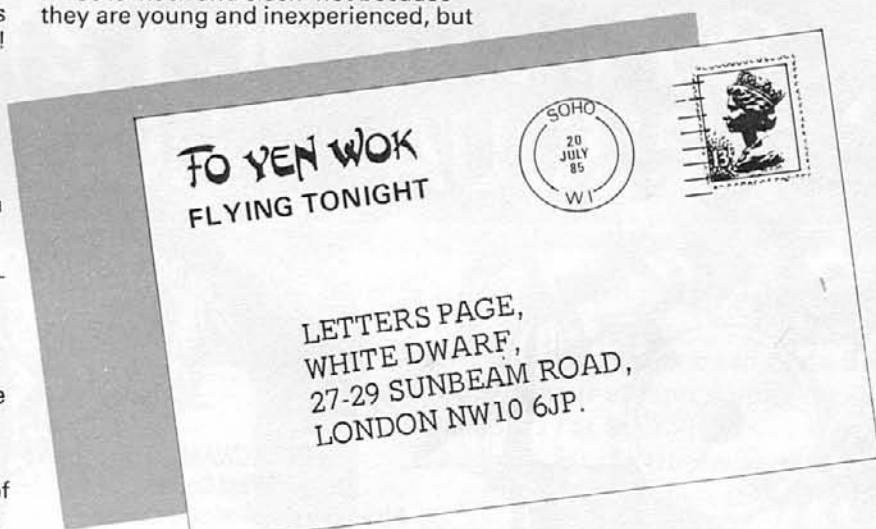 they are young and inexperienced, but
s
!
FO YEN WOK
FLYING TONIGHT
SOHO
20
JULY
85
W1
13
LETTERS PAGE,
WHITE DWARF,
27-29 SUNBEAM ROAD,
LONDON NW10 6JP.
e
of